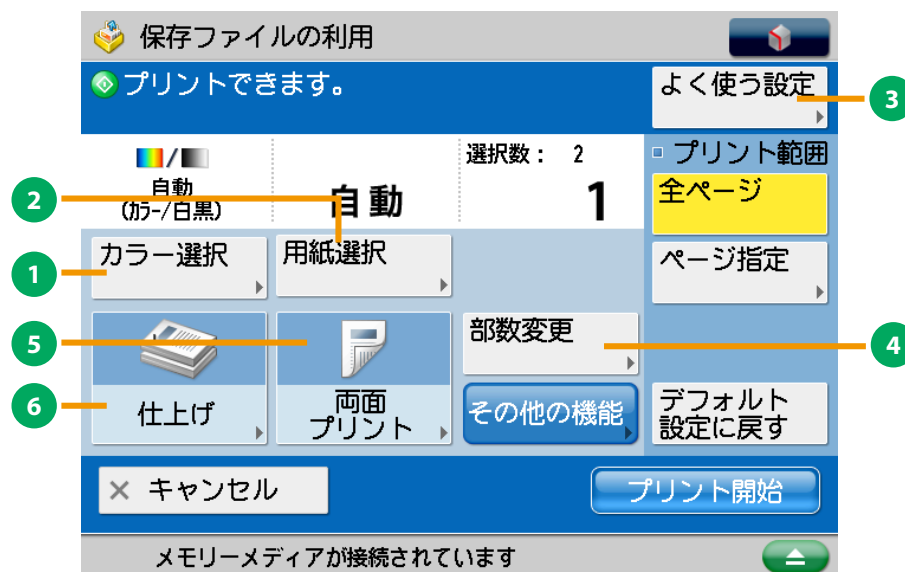 保存ファイルの利用
プリントできます。
よく使う設定
3
自動
(ｶﾗｰ/白黒)
自動
選択数： 2
1
プリント範囲
全ページ
2
1
カラー選択
用紙選択
ページ指定
5
部数変更
4
6
仕上げ
両面
プリント
その他の機能
デフォルト
設定に戻す
× キャンセル
プリント開始
メモリーメディアが接続されています